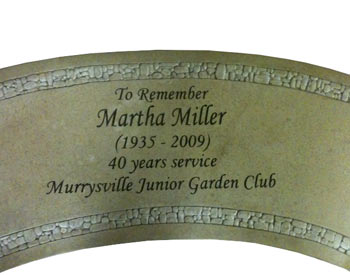 To Remember
Martha Miller
(1935 - 2009)
40 years service
Murrysville Junior Garden Club